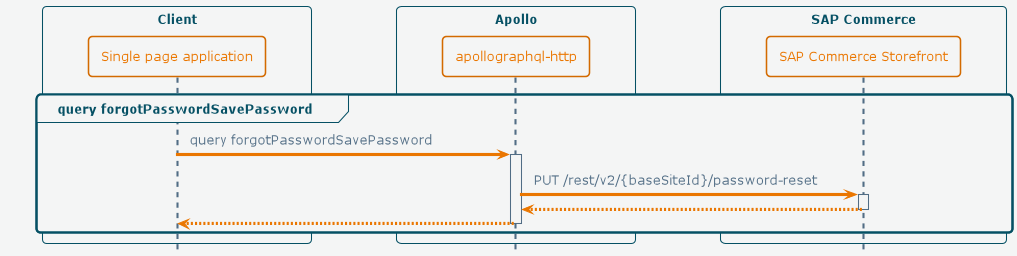 Client
Apollo
SAP Commerce
Single page application
apollographql-http
SAP Commerce Storefront
query forgotPasswordSavePassword
query forgotPasswordSavePassword
PUT /rest/v2/{baseSiteId}/password-reset